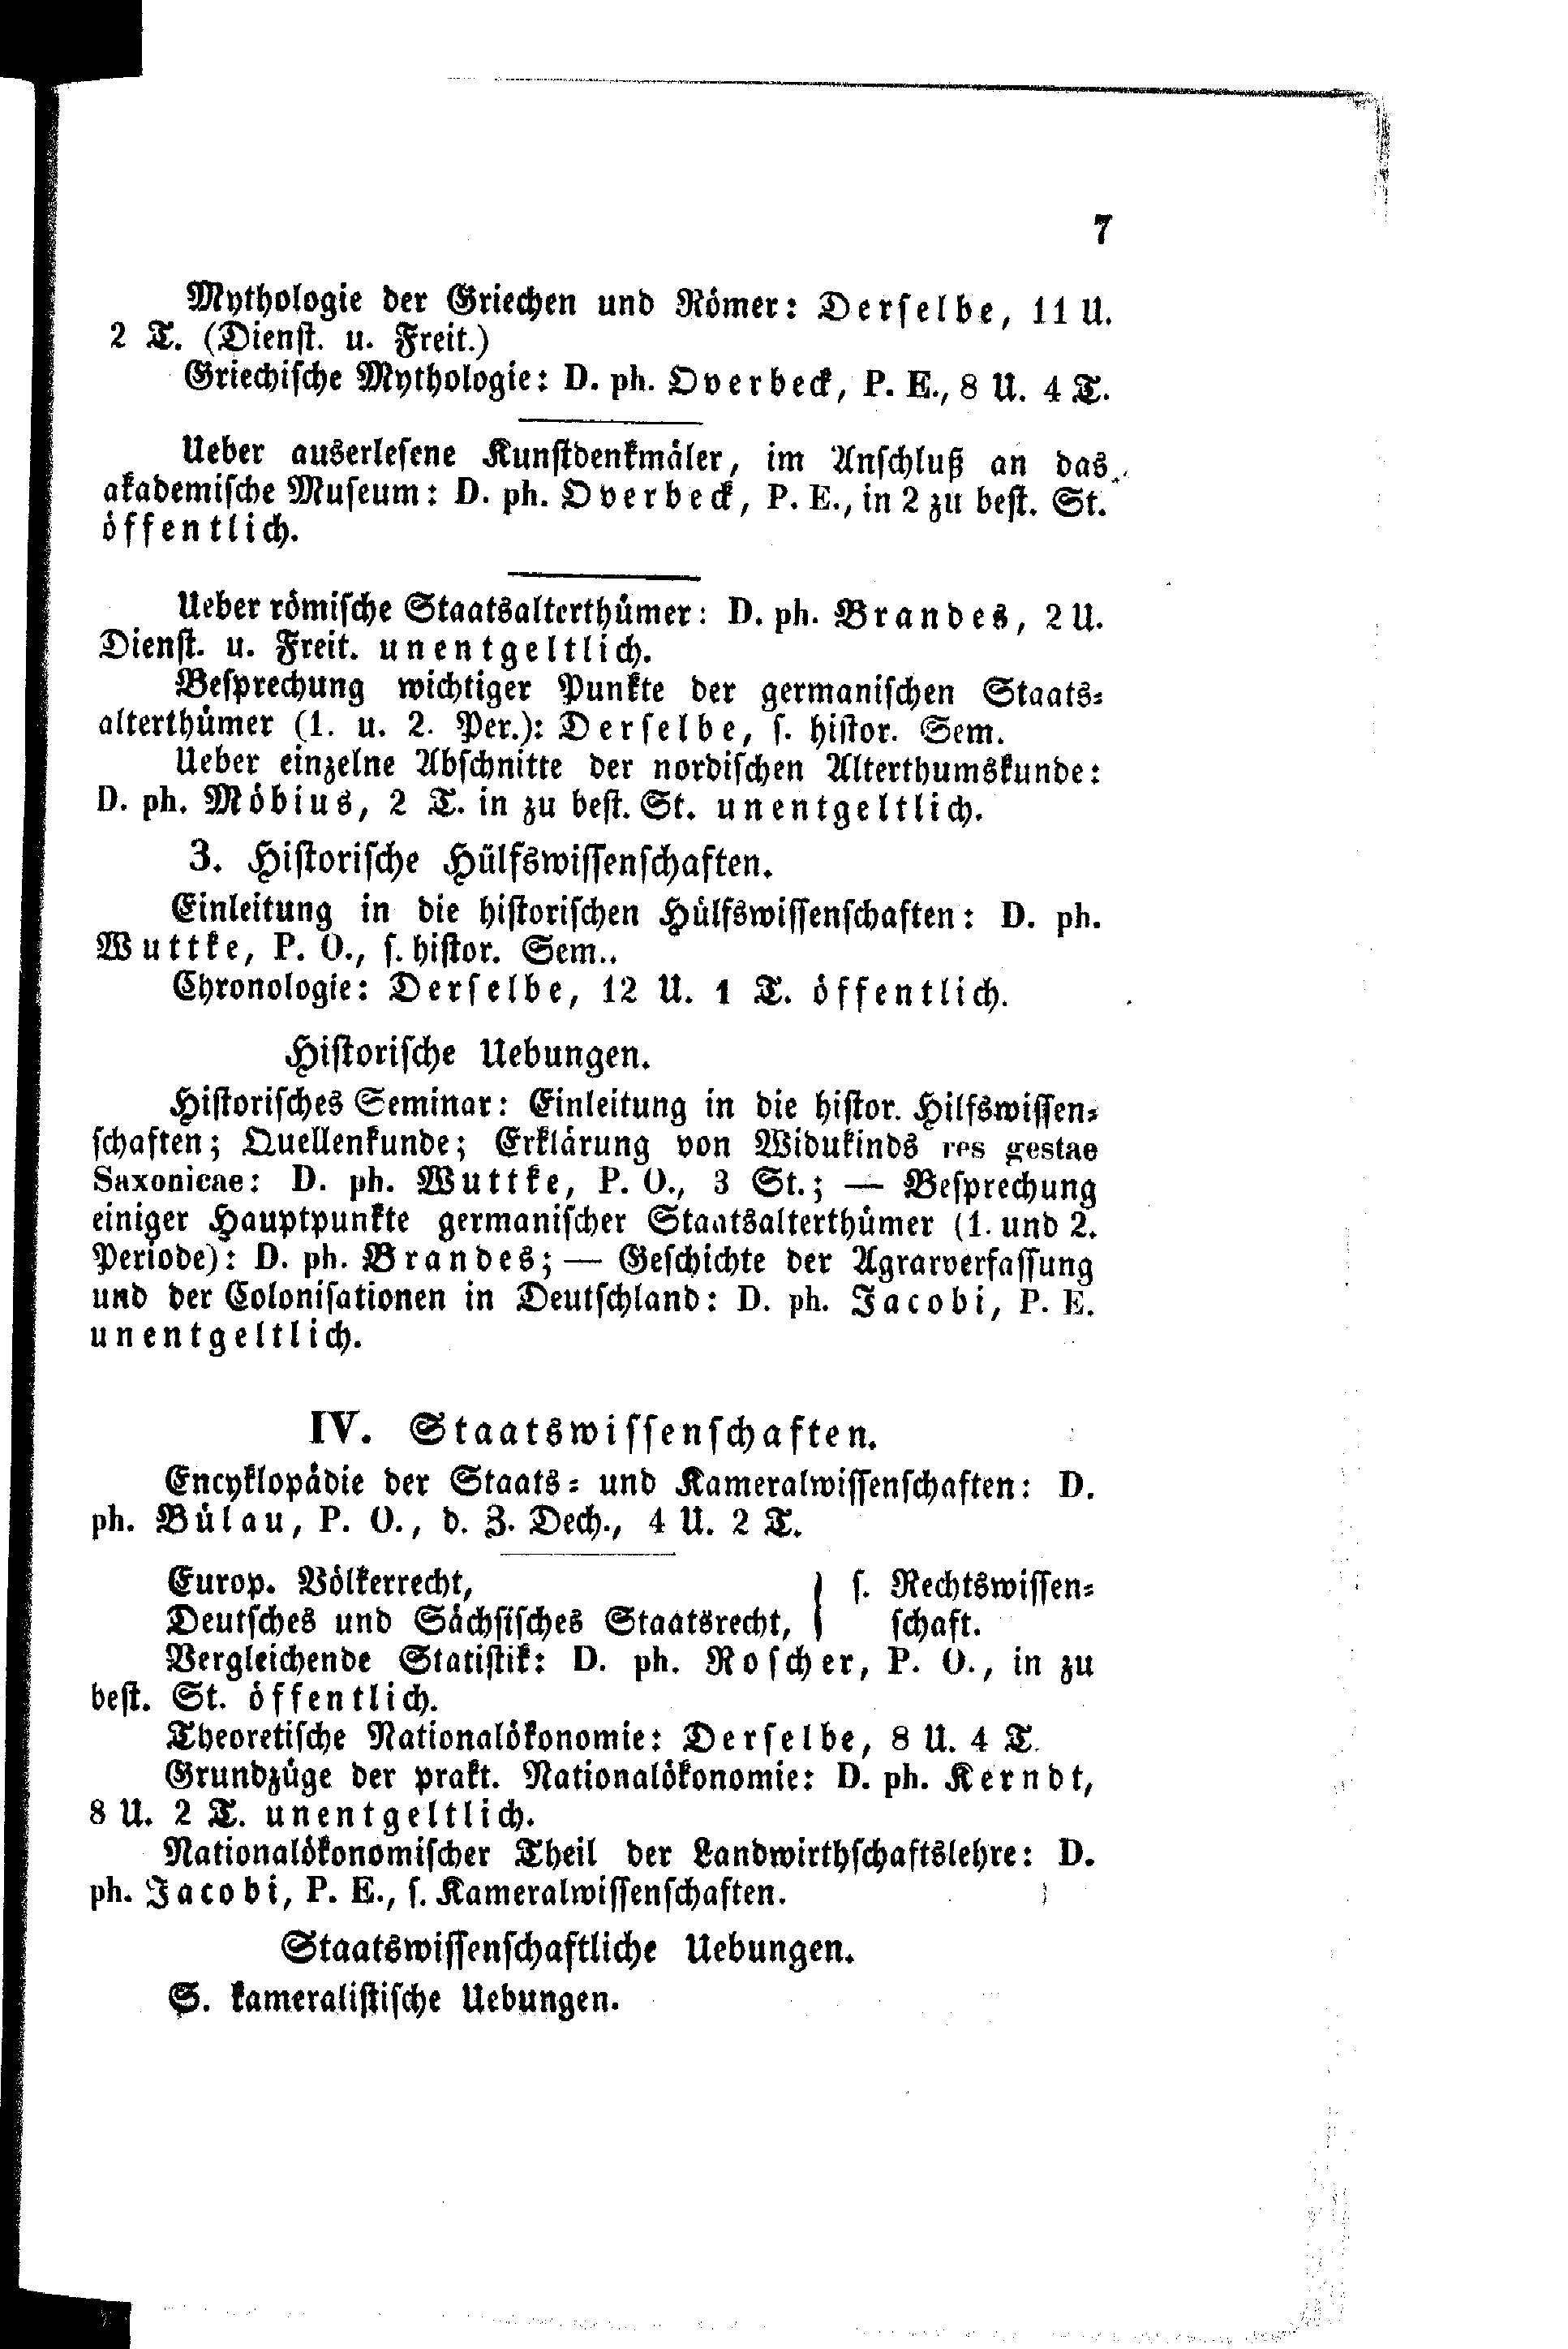 7
Mythologie der Griechen und Römer: Derselbe, 11 U.
2 T. (Dienst. u. Freit.)
Griechische Mythologie: D. ph. Overbeck, P. E., 8 U. 4 T.
Ueber auserlesene Kunstdenkmäler, im Anschluß an das
akademische Museum: D. ph. Overbeck, P. E., in 2 zu best. St.
öffentlich.
Ueber römische Staatsalterthümer: D. ph. Brandes, 2 U.
Dienst. u. Freit. unentgeltlich.
Besprechung wichtiger Punkte der germanischen Staats-
alterthümer (1. u. 2. Per.): Derselbe, s. histor. Sem.
Ueber einzelne Abschnitte der nordischen Alterthumskunde:
D. ph. Möbius, 2 T. in zu best. St. unentgeltlich.
3. Historische Hülfswissenschaften.
Einleitung in die historischen Hülfswissenschaften: D. ph.
Wuttke, P. O., s. histor. Sem..
Chronologie: Derselbe, 12 U. 1 T. öffentlich.
Historische Uebungen.
Historisches Seminar: Einleitung in die histor. Hilfswissen-
schaften; Quellenkunde; Erklärung von Widukinds res gestae
Saxonicae: D. ph. Wuttke, P. O., 3 St.; — Besprechung
einiger Hauptpunkte germanischer Staatsalterthümer (1. und 2.
Periode): D. ph. Brandes; — Geschichte der Agrarverfassung
und der Colonisationen in Deutschland: D. ph. Jacobi, P. E.
unentgeltlich.
IV. Staatswissenschaften.
Encyklopädie der Staats- und Kameralwissenschaften: D.
ph. Bülau, P. O., d. Z. Dech., 4 U. 2 T.
Europ. Völkerrecht, } s. Rechtswissen-
Deutsches und Sächsisches Staatsrecht, schaft.
Vergleichende Statistik: D. ph. Roscher, P. O., in zu
best. St. öffentlich.
Theoretische Nationalökonomie: Derselbe, 8 U. 4 T.
Grundzüge der prakt. Nationalökonomie: D. ph. Kerndt,
8 U. 2 T. unentgeltlich.
Nationalökonomischer Theil der Landwirthschaftslehre: D.
ph. Jacobi, P. E., s. Kameralwissenschaften.
Staatswissenschaftliche Uebungen.
S. kameralistische Uebungen.